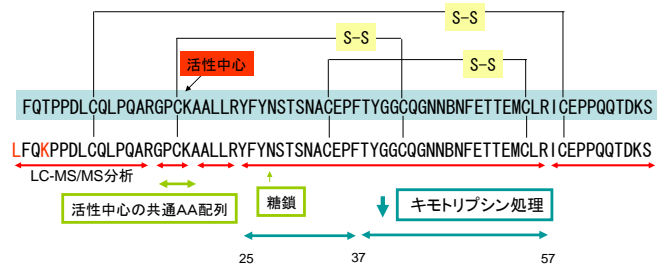 S-S
S-S
S-S
活性中心
FQTPPDLCQLPQARGPCKAALLRYFYNSTSNACEPFTYGGCQGNNBNFETTEMCLRICEPPQQTDKS
LFQKPPDLCQLPQARGPCKAALLRYFYNSTSNACEPFTYGGCQGNNBNFETTEMCLRICEPPQQTDKS
LC-MS/MS分析
活性中心の共通AA配列
糖鎖
キモトリプシン処理
25
37
57